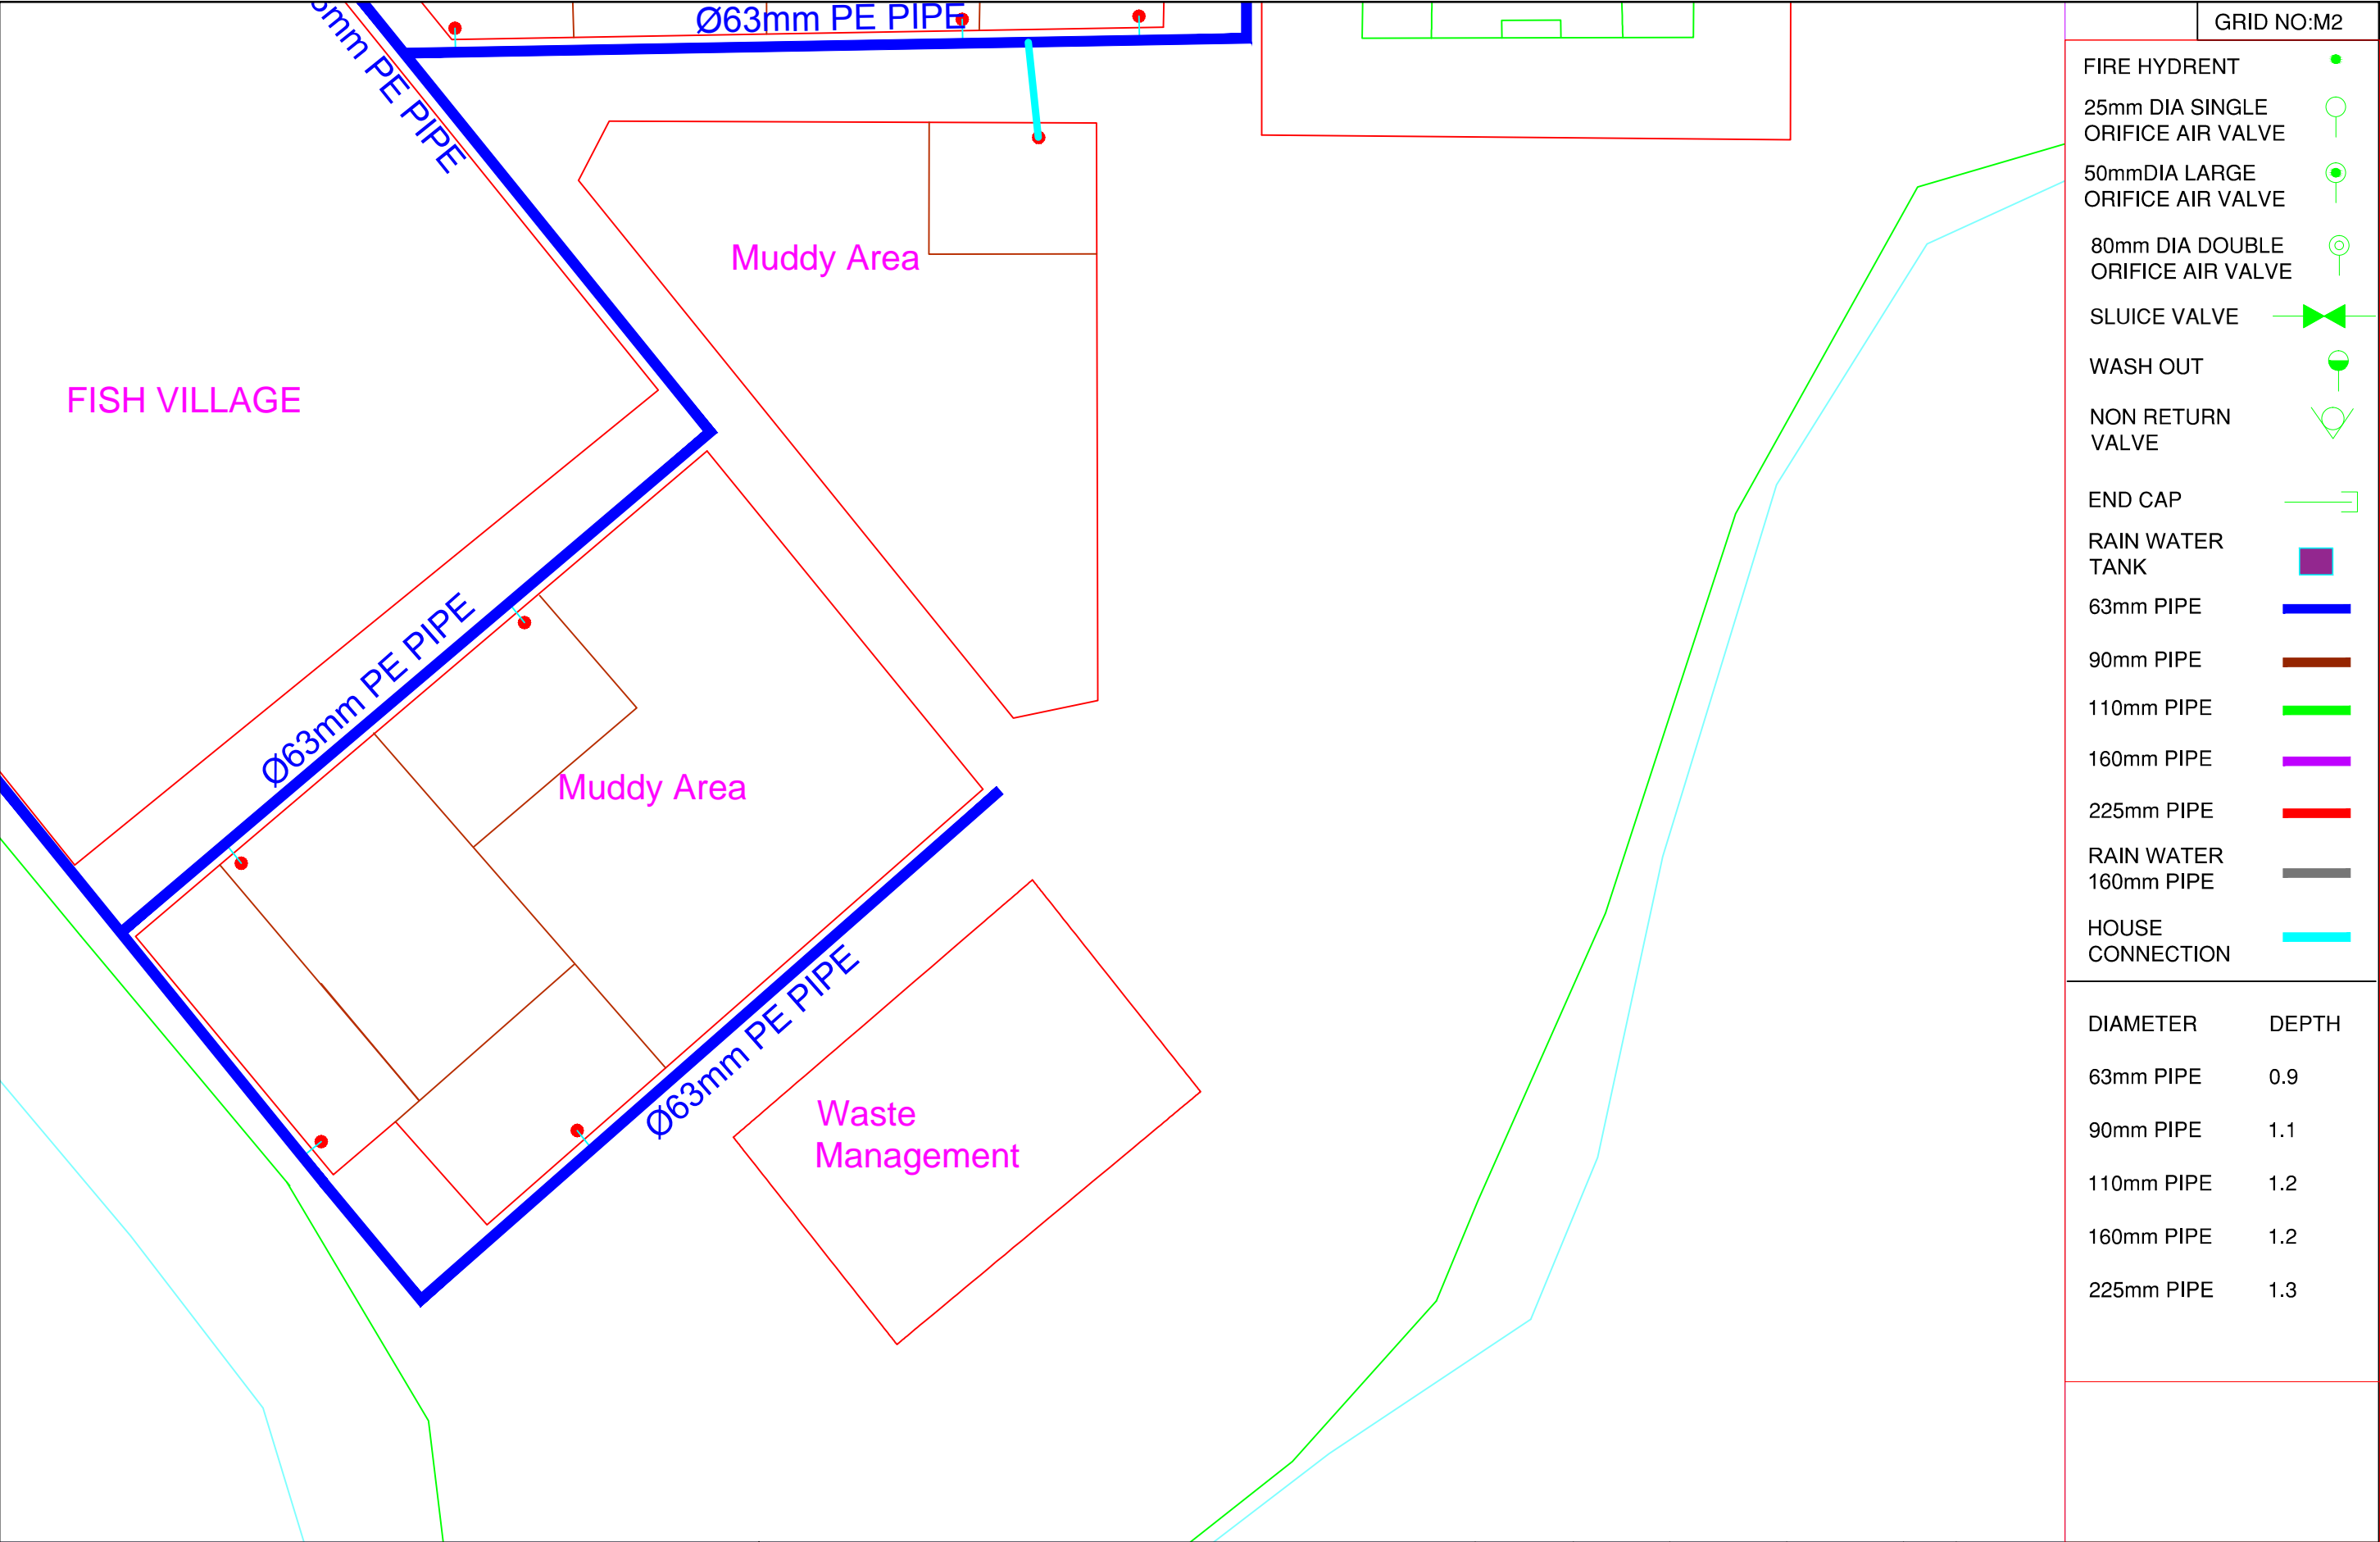 Ø63mm PE PIPE
3mm PE PIPE
GRID NO:M2
Muddy Area
FISH VILLAGE
Ø63mm PE PIPE
Muddy Area
Ø63mm PE PIPE
Waste
Management
FIRE HYDRENT
25mm DIA SINGLE
ORIFICE AIR VALVE
50mmDIA LARGE
ORIFICE AIR VALVE
80mm DIA DOUBLE
ORIFICE AIR VALVE
SLUICE VALVE
WASH OUT
NON RETURN
VALVE
END CAP
RAIN WATER
TANK
63mm PIPE
90mm PIPE
110mm PIPE
160mm PIPE
225mm PIPE
RAIN WATER
160mm PIPE
HOUSE
CONNECTION
DIAMETER DEPTH
63mm PIPE 0.9
90mm PIPE 1.1
110mm PIPE 1.2
160mm PIPE 1.2
225mm PIPE 1.3